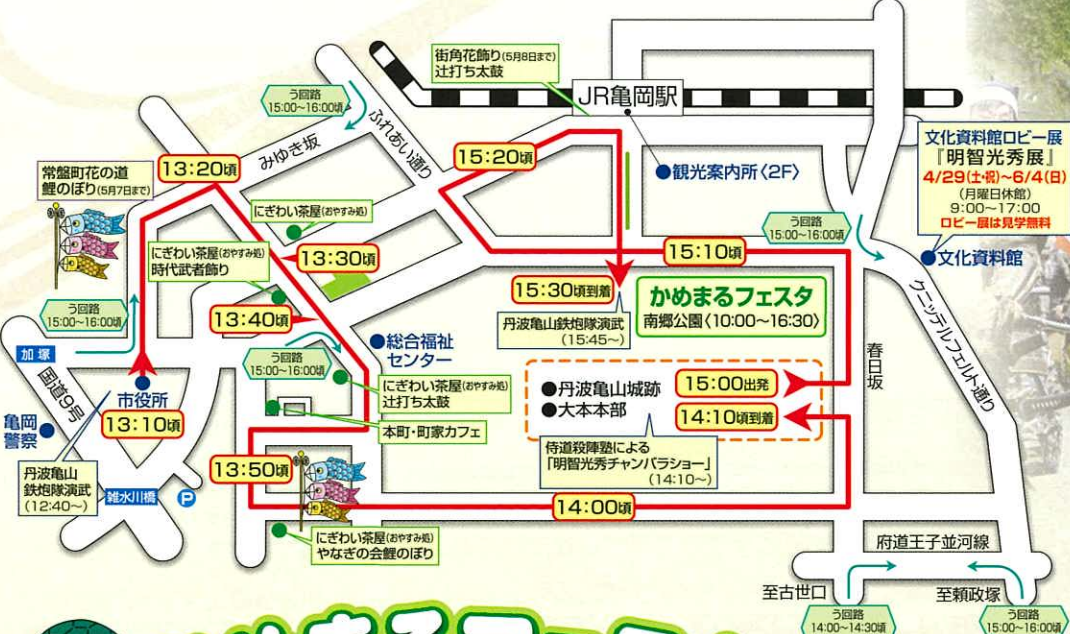 街角花飾り(5月8日まで)
辻打ち太鼓
JR亀岡駅
う回路
15:00〜16:00頃
ふれあい通り
みゆき坂
常盤町花の道
鯉のぼり(5月7日まで)
13:20頃
15:20頃
●観光案内所〈2F〉
文化資料館ロビー展
『明智光秀展』
4/29(土・祝)〜6/4(日)
(月曜日休館)
9:00〜17:00
ロビー展は見学無料
にぎわい茶屋(おやすみ処)
う回路
15:00〜16:00頃
にぎわい茶屋(おやすみ処)
時代武者飾り
13:30頃
15:10頃
●文化資料館
15:30頃到着
かめまるフェスタ
南郷公園〈10:00〜16:30〉
う回路
15:00〜16:00頃
13:40頃
丹波亀山鉄炮隊演武
(15:45〜)
クニッテルフェルト通り
加塚
国道9号
う回路
15:00〜16:00頃
●総合福祉
センター
春日坂
市役所
13:10頃
にぎわい茶屋(おやすみ処)
辻打ち太鼓
●丹波亀山城跡
15:00出発
●大本本部
14:10頃到着
亀岡
警察
本町・町家カフェ
侍道殺陣塾による
「明智光秀チャンバラショー」
(14:10〜)
丹波亀山
鉄炮隊演武
(12:40〜)
13:50頃
雑水川橋
P
14:00頃
にぎわい茶屋(おやすみ処)
やなぎの会鯉のぼり
府道王子並河線
至古世口
至頼政塚
う回路
14:00〜14:30頃
う回路
15:00〜16:00頃